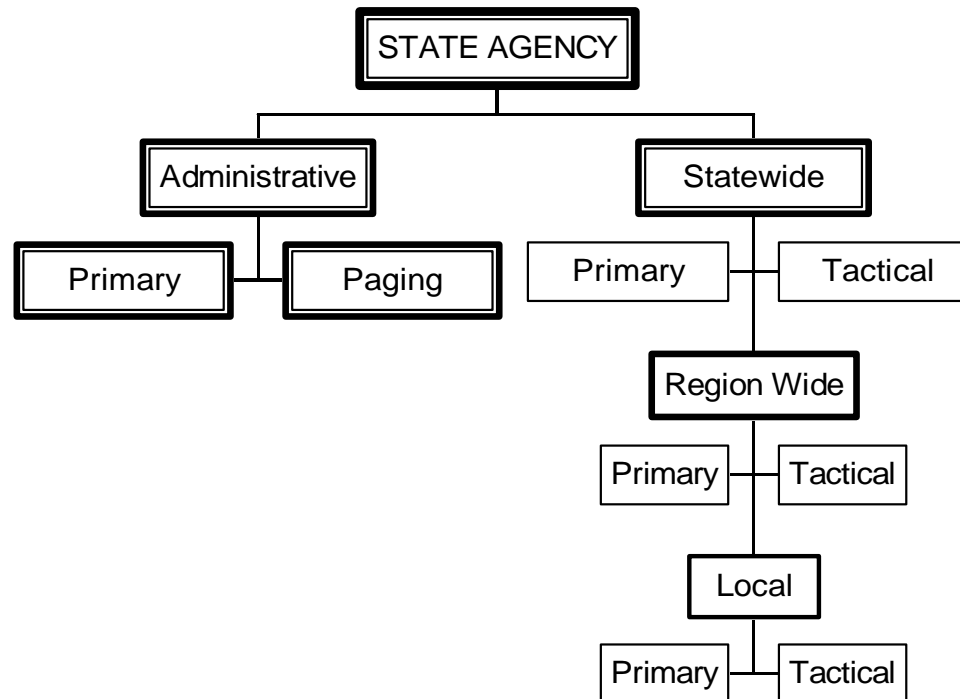 STATE AGENCY
Administrative
Statewide
Primary
Paging
Primary
Tactical
Region Wide
Primary
Tactical
Local
Primary
Tactical